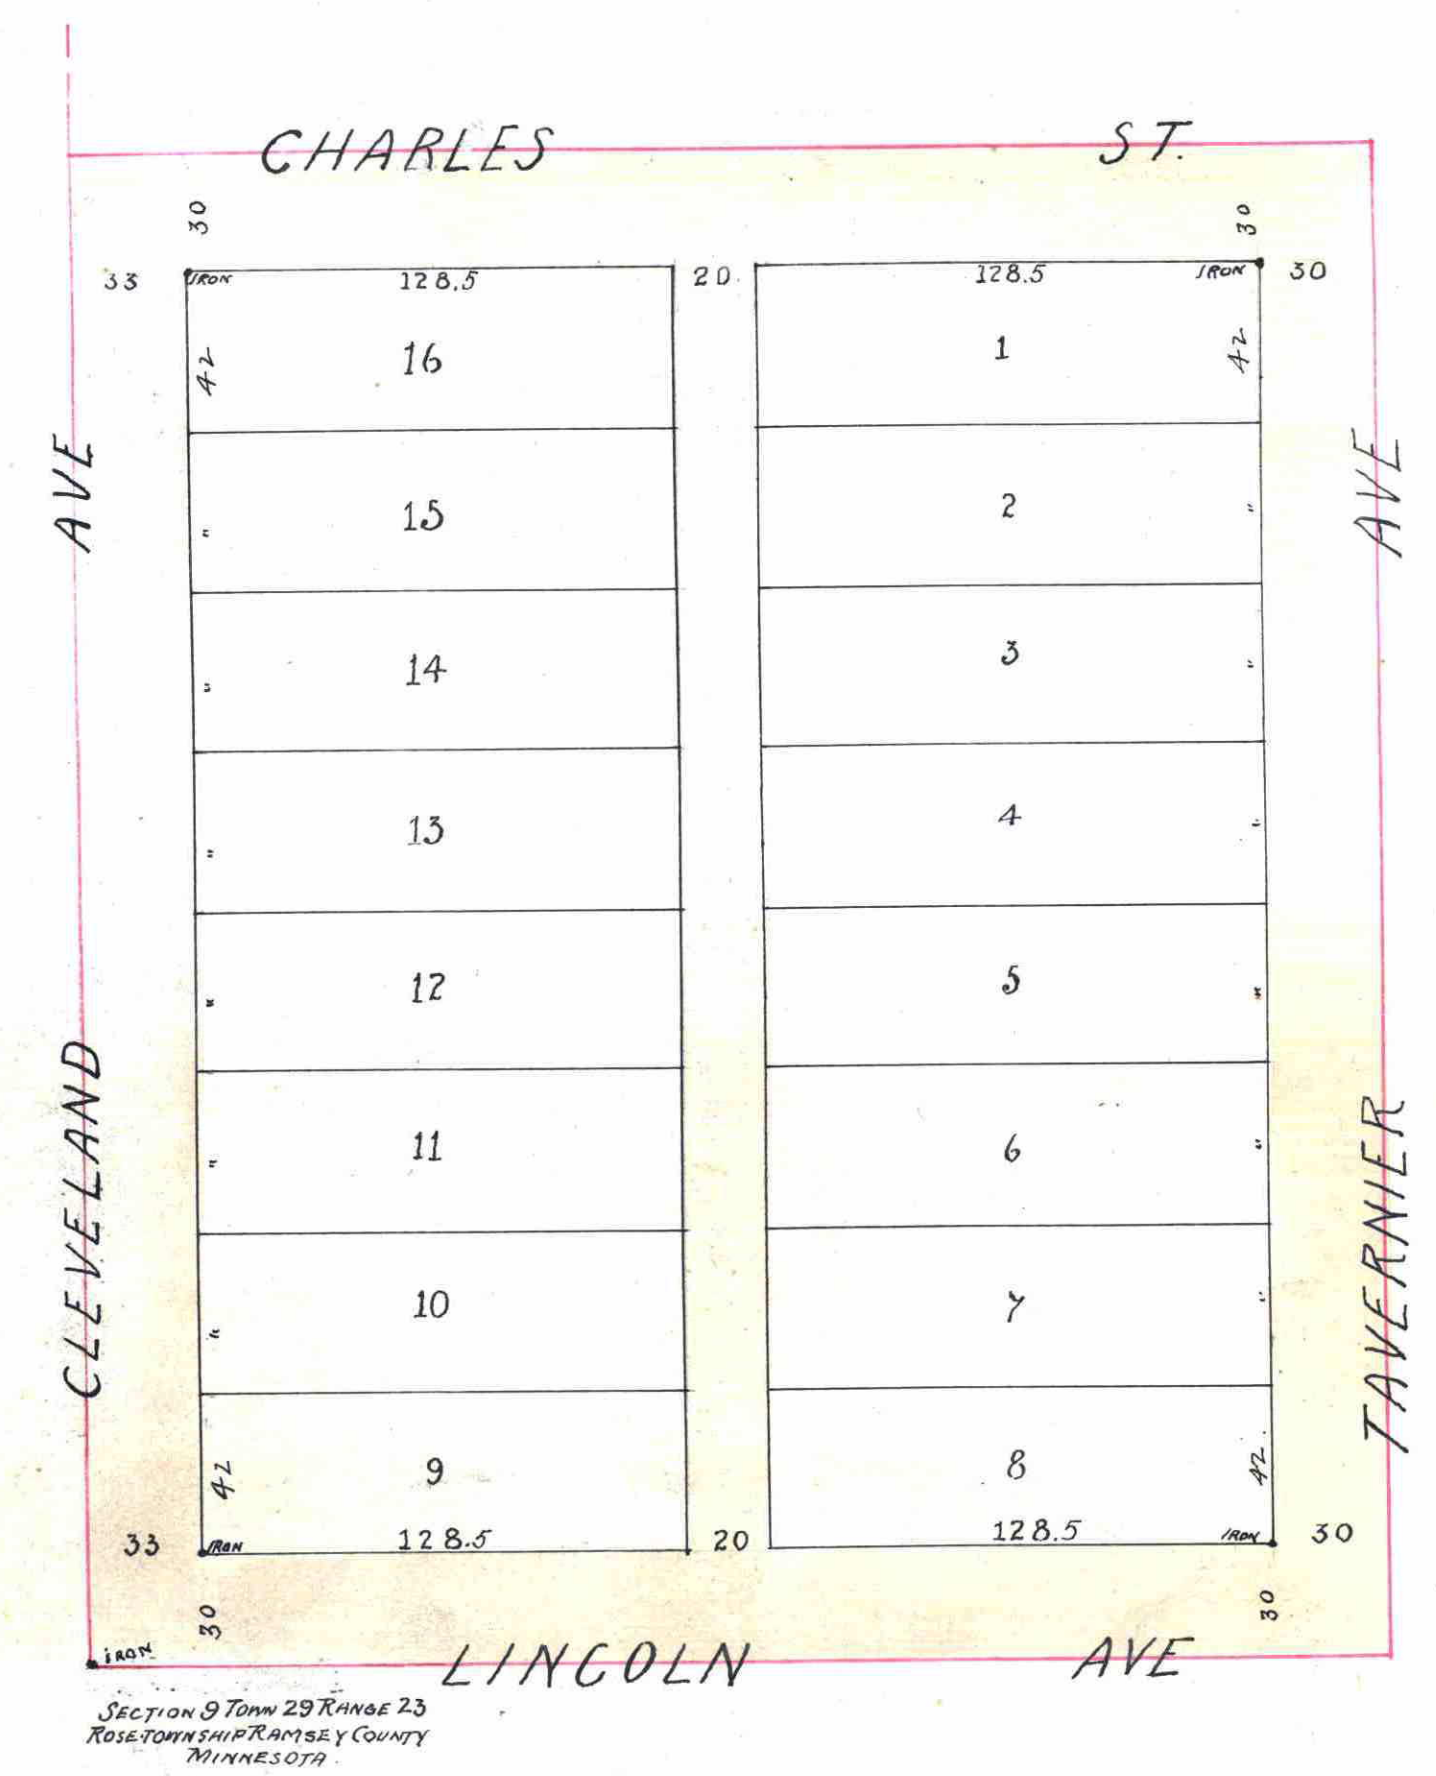 CHARLES ST.
30 30
33 IRON 128.5 20 128.5 IRON 30
42 16 1 42
AVE AVE
" 15 2 "
" 14 3 "
" 13 4 "
" 12 5 "
CLEVELAND TAVERNIER
" 11 6 "
" 10 7 "
42 9 8 42
33 IRON 128.5 20 128.5 IRON 30
30 30
IRON
LINCOLN AVE
SECTION 9 TOWN 29 RANGE 23
ROSE TOWNSHIP RAMSEY COUNTY
MINNESOTA.